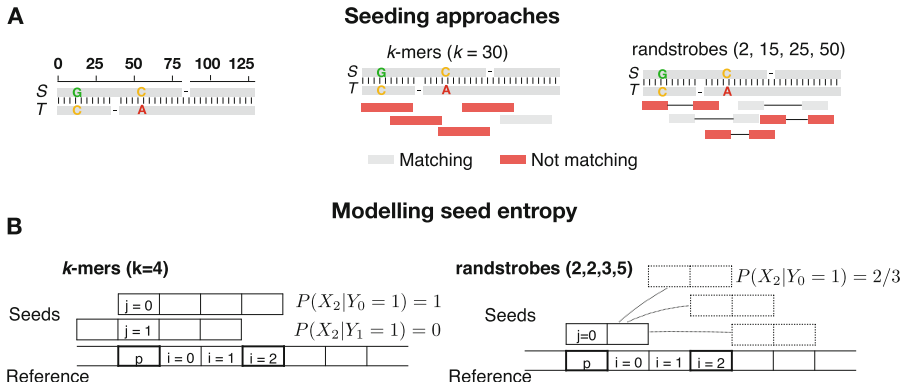 A
Seeding approaches
0 25 50 75 100 125
S G C -
T C - A
k-mers (k = 30)
S G C -
T C - A
randstrobes (2, 15, 25, 50)
S G C -
T C - A
Matching Not matching
Modelling seed entropy
B
k-mers (k=4)
Seeds
j = 0
P(X₂|Y₀ = 1) = 1
j = 1
P(X₂|Y₁ = 1) = 0
p i = 0 i = 1 i = 2
Reference
randstrobes (2,2,3,5)
P(X₂|Y₀ = 1) = 2/3
Seeds
j=0
p i = 0 i = 1 i = 2
Reference